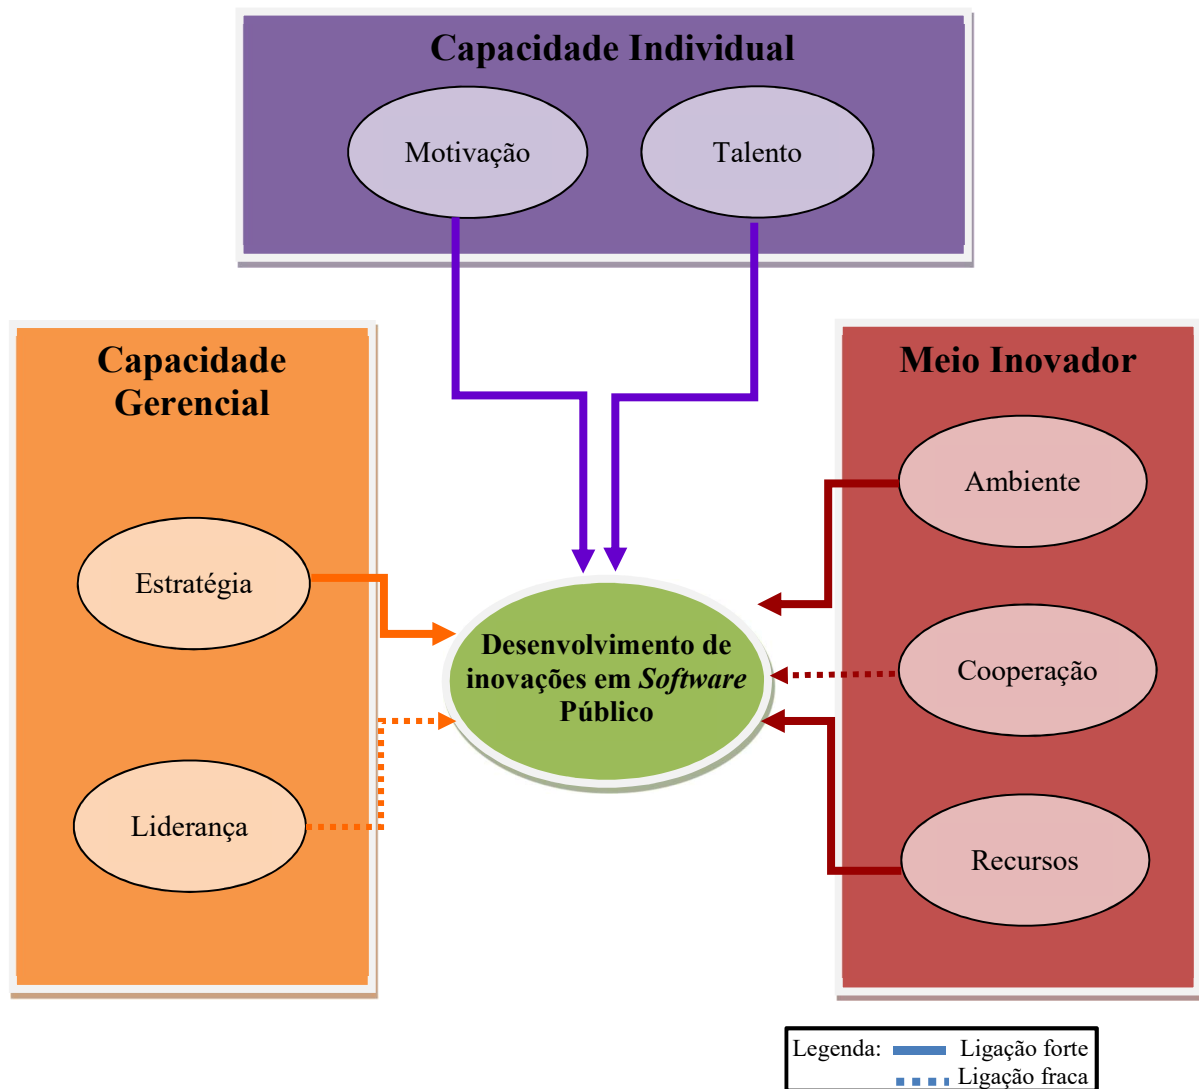 Capacidade Individual
Motivação
Talento
Capacidade
Gerencial
Estratégia
Liderança
Meio Inovador
Ambiente
Cooperação
Recursos
Desenvolvimento de
inovações em Software
Público
Legenda: Ligação forte
Ligação fraca